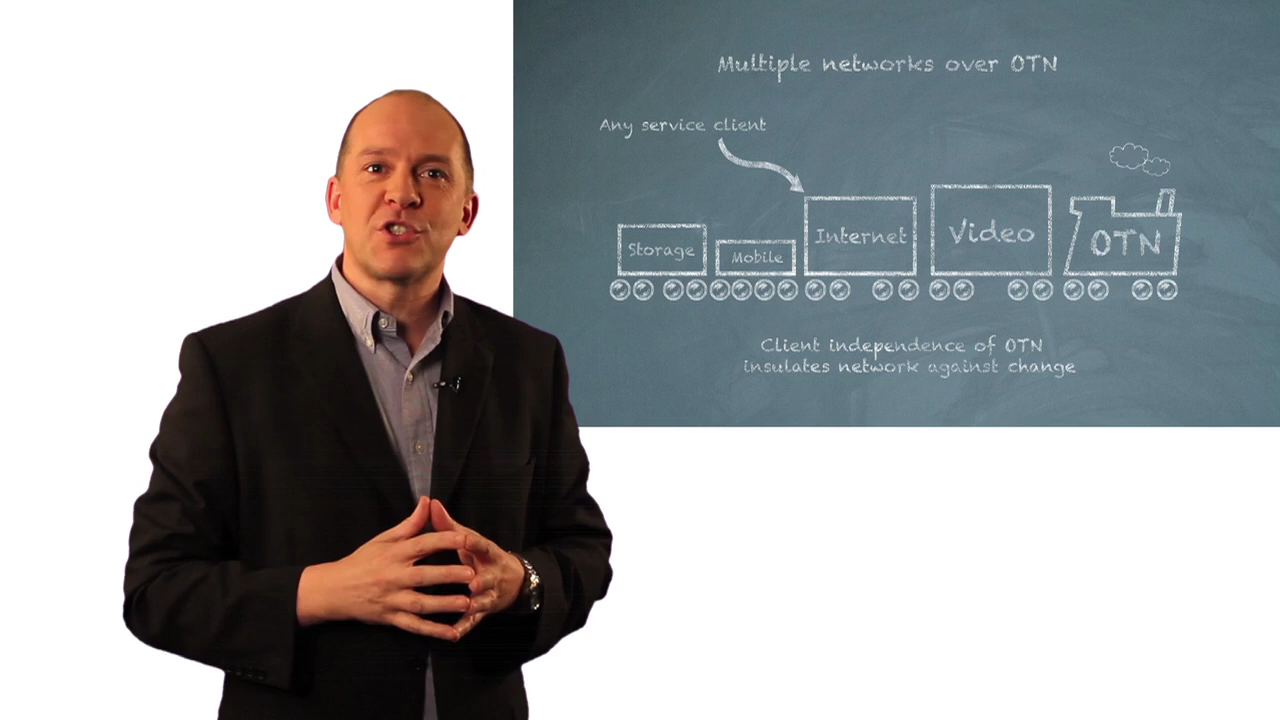 Multiple networks over OTN
Any service client
Storage
Mobile
Internet
Video
OTN
Client independence of OTN
insulates network against change